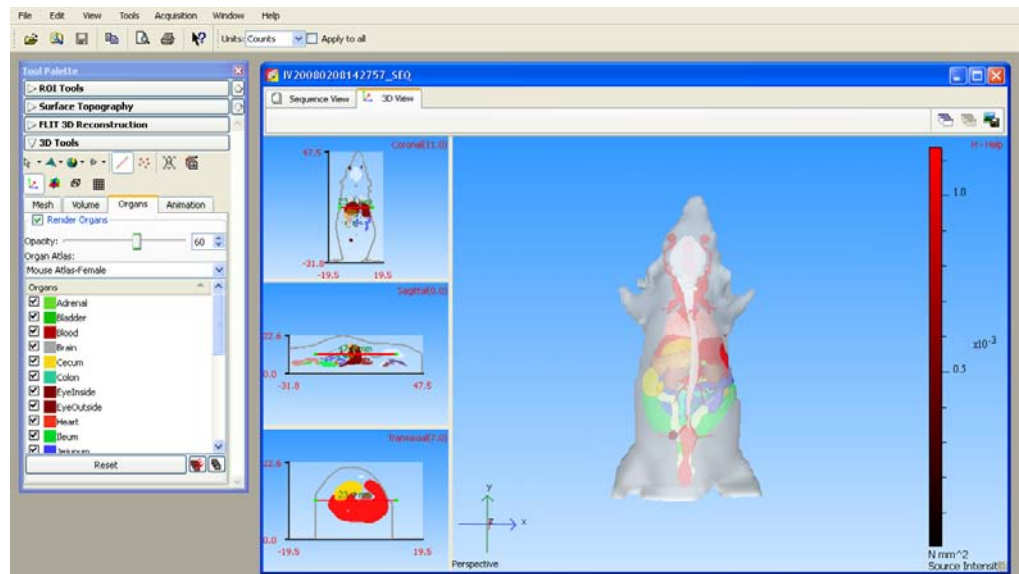 File Edit View Tools Acquisition Window Help
Units: Counts Apply to all
Tool Palette
ROI Tools
Surface Topography
FLIT 3D Reconstruction
3D Tools
Mesh Volume Organs Animation
Render Organs
Opacity: 60
Organ Atlas:
Mouse Atlas-Female
Organs
Adrenal
Bladder
Blood
Brain
Cecum
Colon
EyeInside
EyeOutside
Heart
Ileum
Jejunum
Reset
IV20080208142757_SEQ
Sequence View 3D View
Coronal(11.0)
47.5
-31.8
-19.5 19.5
Sagittal(0.0)
22.6
0.0
-31.8 47.5
Transaxial(7.0)
22.6
0.0
-19.5 19.5
H - Help
1.0
x10-3
0.5
y
z
x
Perspective
N mm^2
Source Intensit